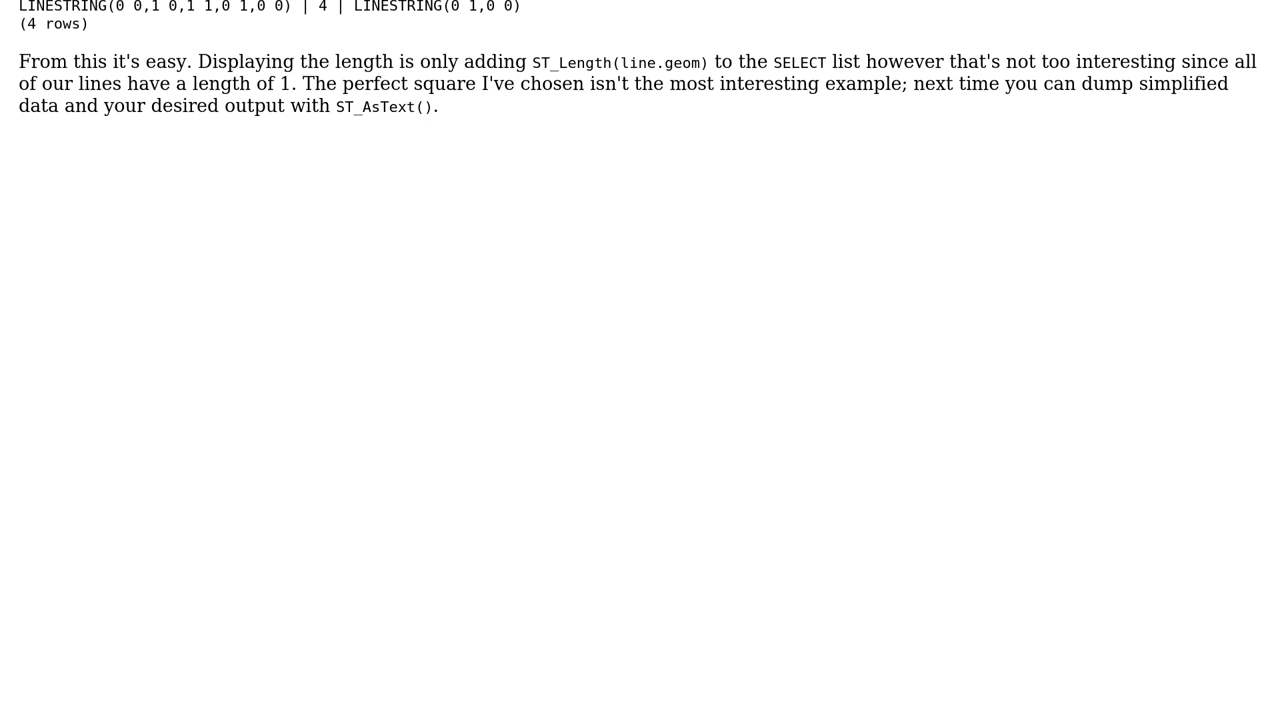 LINESTRING(0 0,1 0,1 1,0 1,0 0) | 4 | LINESTRING(0 1,0 0)
(4 rows)
From this it's easy. Displaying the length is only adding ST_Length(line.geom) to the SELECT list however that's not too interesting since all
of our lines have a length of 1. The perfect square I've chosen isn't the most interesting example; next time you can dump simplified
data and your desired output with ST_AsText().